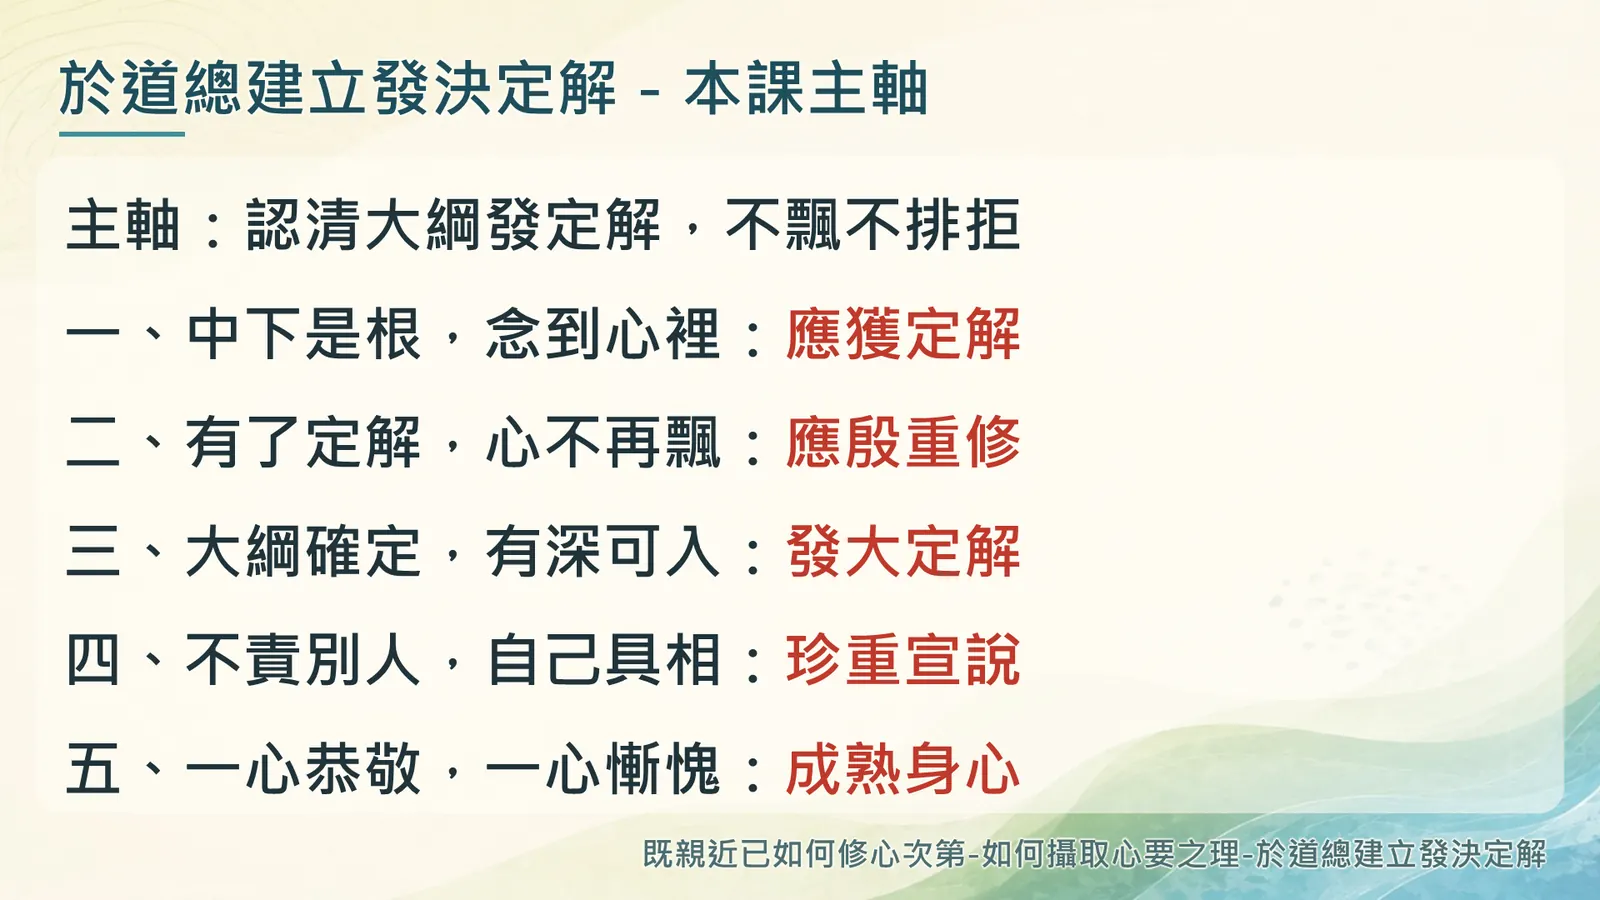 於道總建立發決定解 - 本課主軸
主軸：認清大綱發定解，不飄不排拒
一、中下是根，念到心裡：應獲定解
二、有了定解，心不再飄：應殷重修
三、大綱確定，有深可入：發大定解
四、不責別人，自己具相：珍重宣說
五、一心恭敬，一心慚愧：成熟身心
既親近已如何修心次第-如何攝取心要之理-於道總建立發決定解